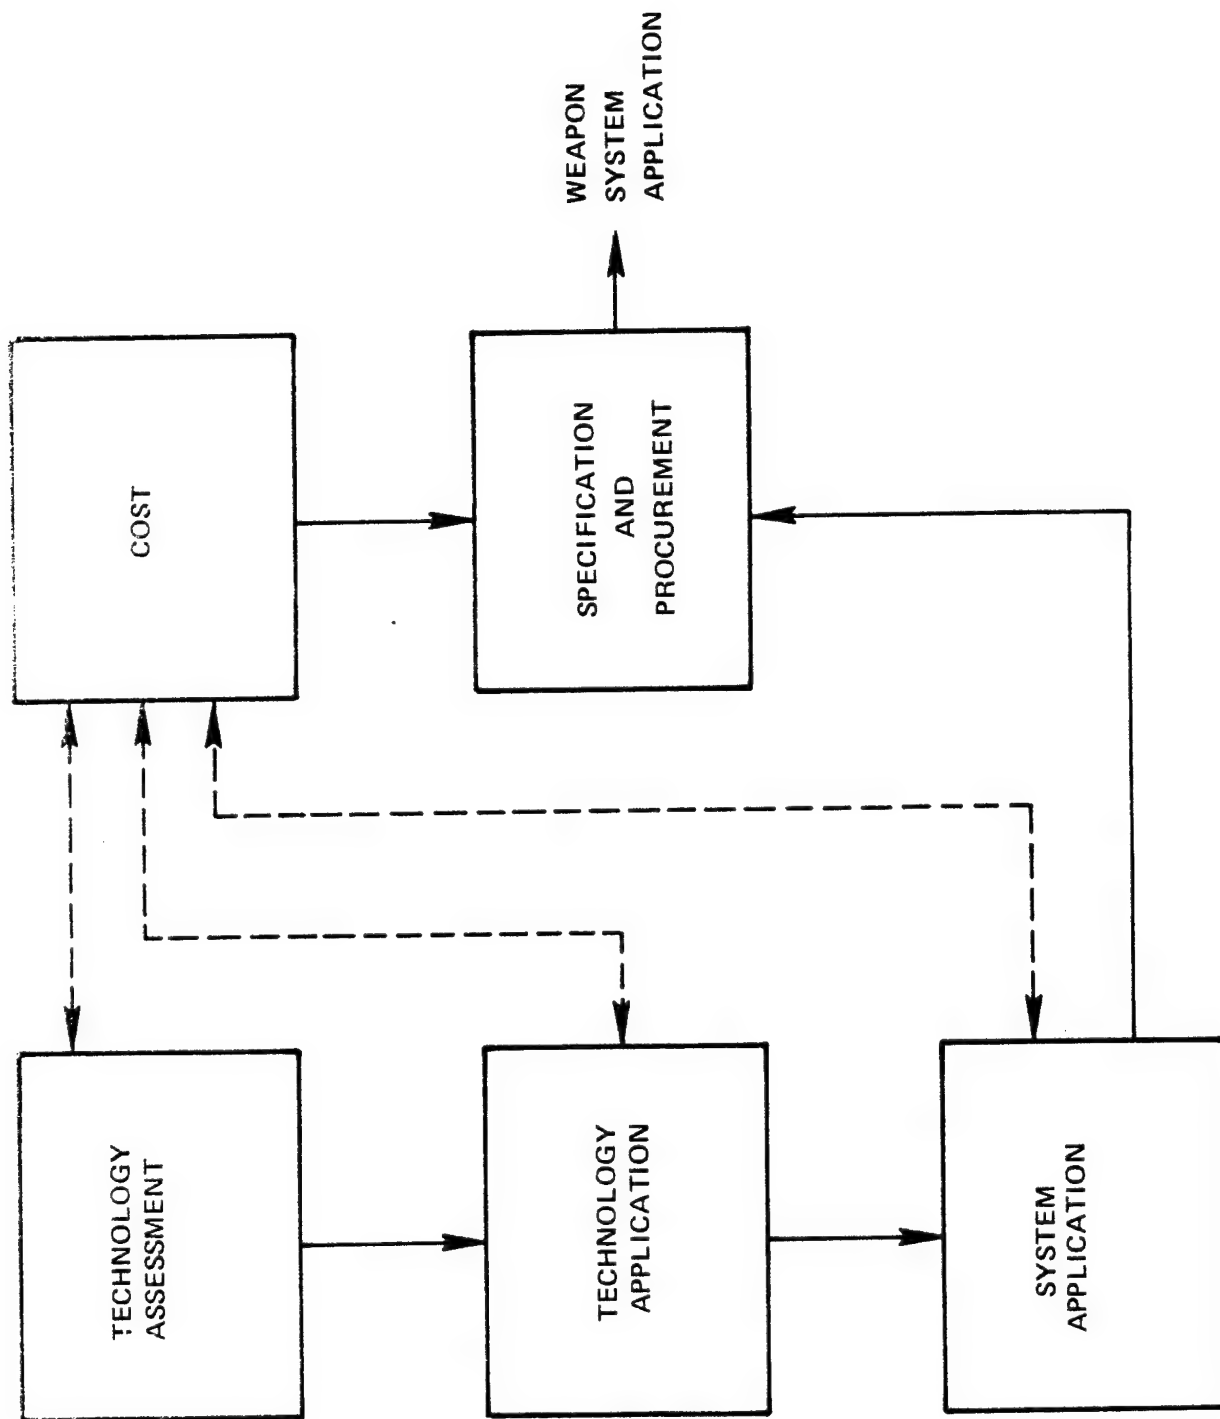 TECHNOLOGY
ASSESSMENT
TECHNOLOGY
APPLICATION
SYSTEM
APPLICATION
COST
SPECIFICATION
AND
PROCUREMENT
WEAPON
SYSTEM
APPLICATION